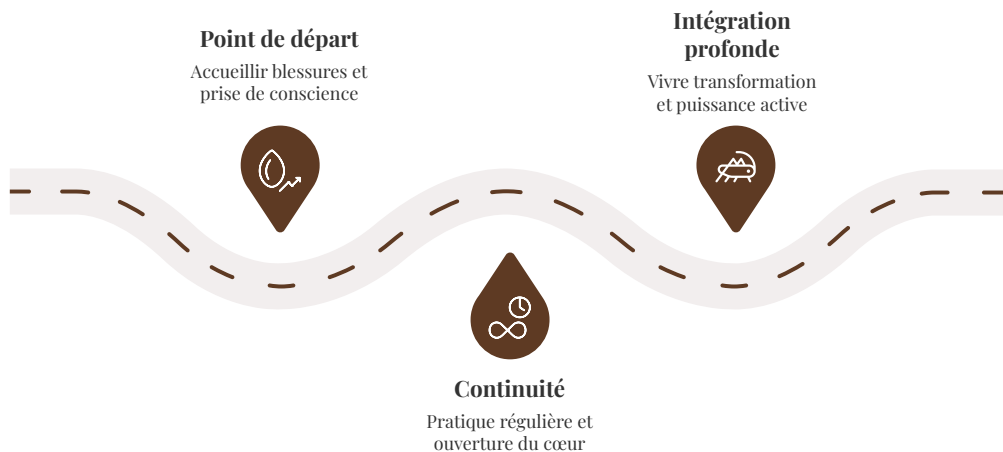 Point de départ
Accueillir blessures et
prise de conscience
Continuité
Pratique régulière et
ouverture du cœur
Intégration
profonde
Vivre transformation
et puissance active